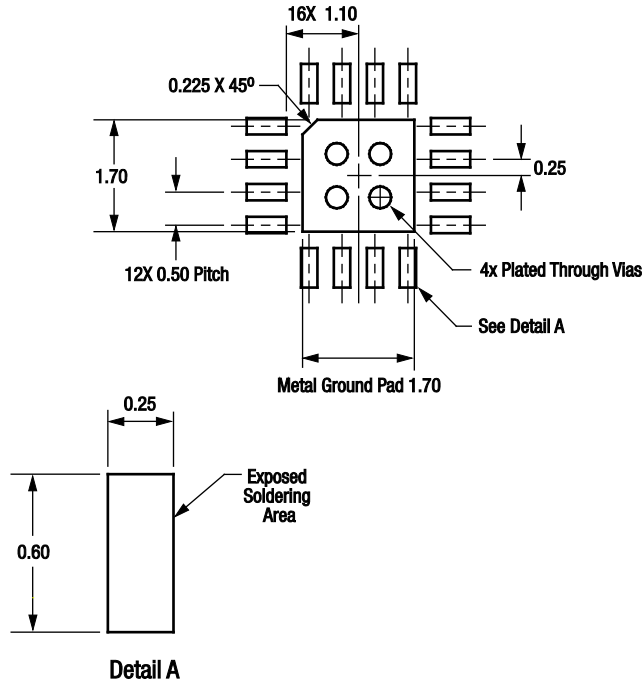 16X 1.10
0.225 X 45º
1.70
0.25
12X 0.50 Pitch
4x Plated Through Vias
See Detail A
Metal Ground Pad 1.70
0.25
Exposed
Soldering
Area
0.60
Detail A